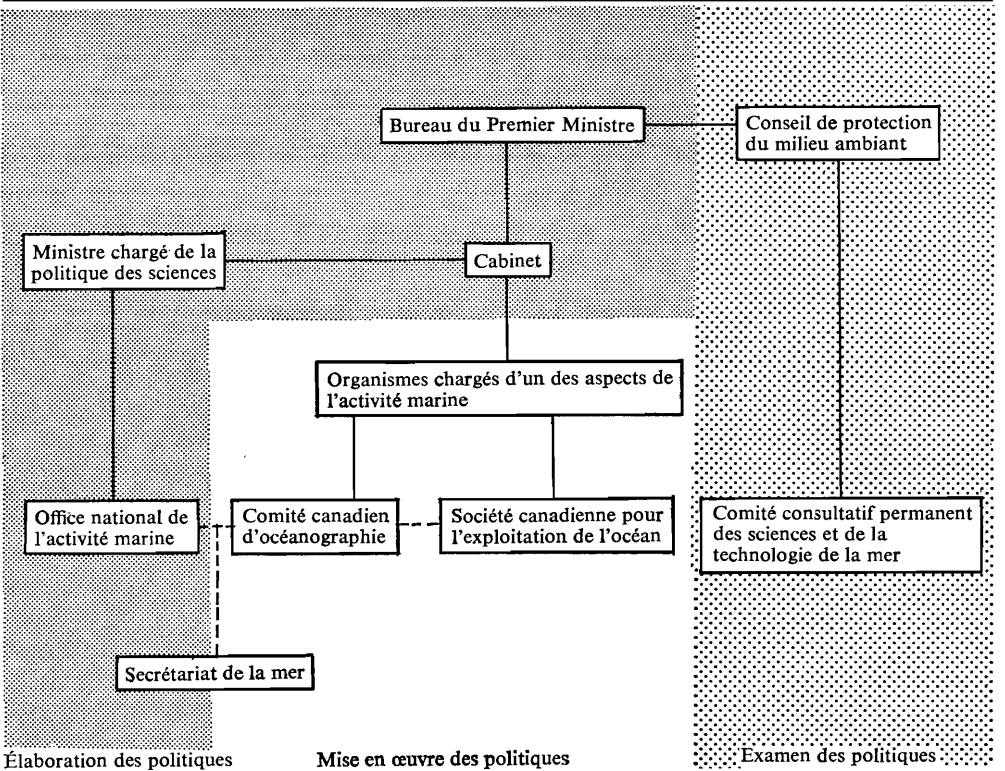 Bureau du Premier Ministre
Conseil de protection
du milieu ambiant
Ministre chargé de la
politique des sciences
Cabinet
Organismes chargés d'un des aspects de
l'activité marine
Office national de
l'activité marine
Comité canadien
d'océanographie
Société canadienne pour
l'exploitation de l'océan
Comité consultatif permanent
des sciences et de la
technologie de la mer
Secrétariat de la mer
Élaboration des politiques
Mise en œuvre des politiques
Examen des politiques